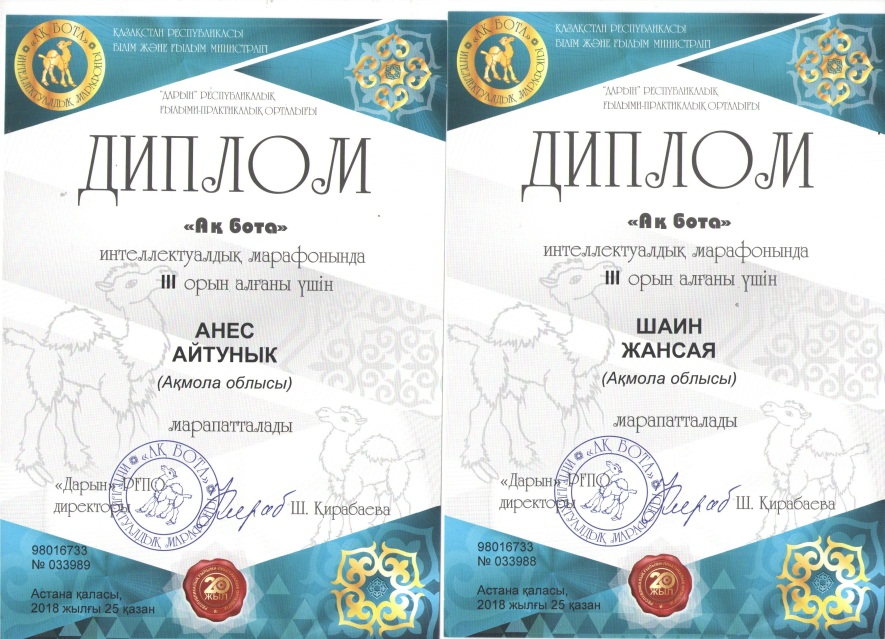 «АҚ БОТА»
ИНТЕЛЛЕКТУАЛДЫҚ МАРАФОНЫ
ҚАЗАҚСТАН РЕСПУБЛИКАСЫ
БІЛІМ ЖӘНЕ ҒЫЛЫМ МИНИСТРЛІГІ
"ДАРЫН" РЕСПУБЛИКАЛЫҚ
ҒЫЛЫМИ-ПРАКТИКАЛЫҚ ОРТАЛЫҒЫ
ДИПЛОМ
«Ақ бота»
интеллектуалдық марафонында
III орын алғаны үшін
АНЕС
АЙТУНЫК
(Ақмола облысы)
марапатталады
«АҚ БОТА»
ИНТЕЛЛЕКТУАЛДЫҚ МАРАФОНЫ
«Дарын» РҒПО
директоры Ш. Қирабаева
98016733
№ 033989
Астана қаласы,
2018 жылғы 25 қазан
20
ЖЫЛ
«АҚ БОТА»
ИНТЕЛЛЕКТУАЛДЫҚ МАРАФОНЫ
ҚАЗАҚСТАН РЕСПУБЛИКАСЫ
БІЛІМ ЖӘНЕ ҒЫЛЫМ МИНИСТРЛІГІ
"ДАРЫН" РЕСПУБЛИКАЛЫҚ
ҒЫЛЫМИ-ПРАКТИКАЛЫҚ ОРТАЛЫҒЫ
ДИПЛОМ
«Ақ бота»
интеллектуалдық марафонында
III орын алғаны үшін
ШАИН
ЖАНСАЯ
(Ақмола облысы)
марапатталады
«АҚ БОТА»
ИНТЕЛЛЕКТУАЛДЫҚ МАРАФОНЫ
«Дарын» РҒПО
директоры Ш. Қирабаева
98016733
№ 033988
Астана қаласы,
2018 жылғы 25 қазан
20
ЖЫЛ